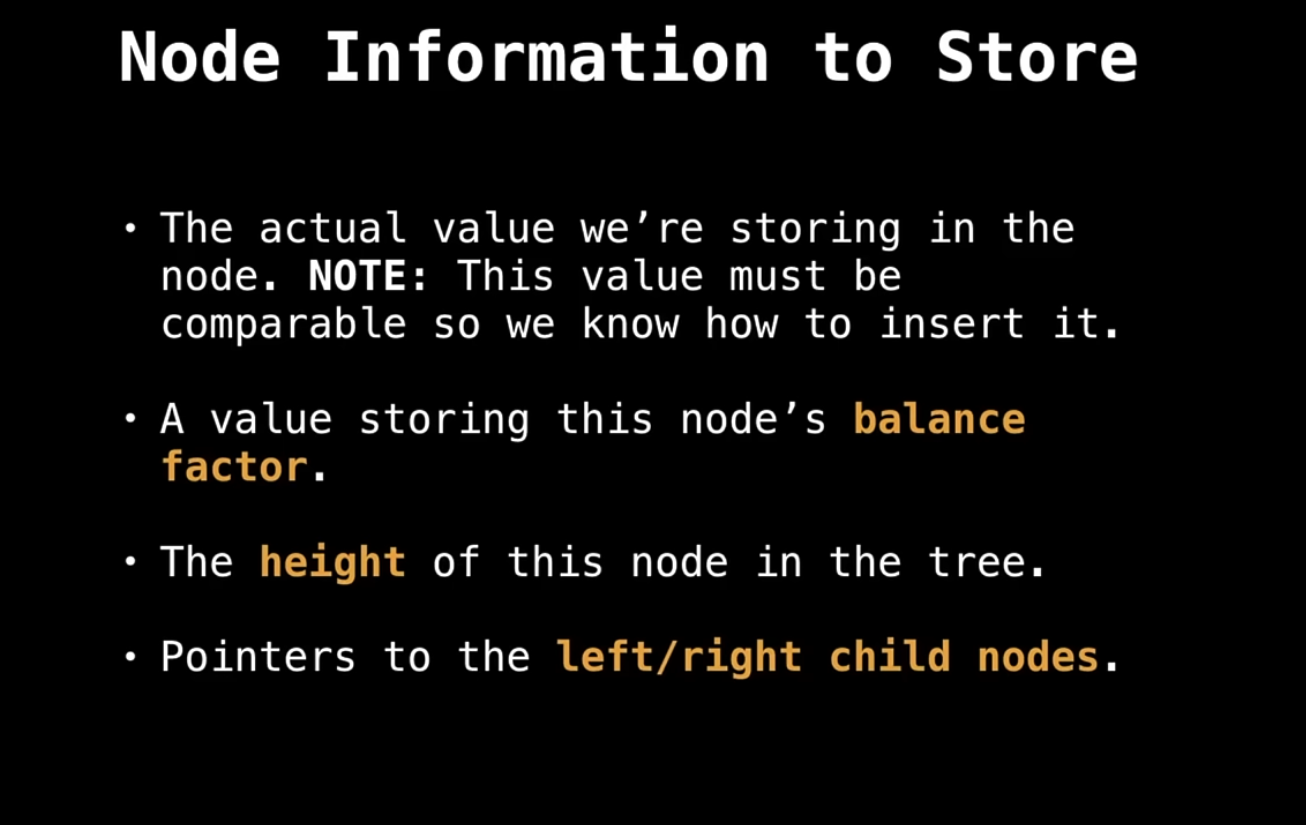 Node Information to Store
• The actual value we’re storing in the
node. NOTE: This value must be
comparable so we know how to insert it.
• A value storing this node’s balance
factor.
• The height of this node in the tree.
• Pointers to the left/right child nodes.